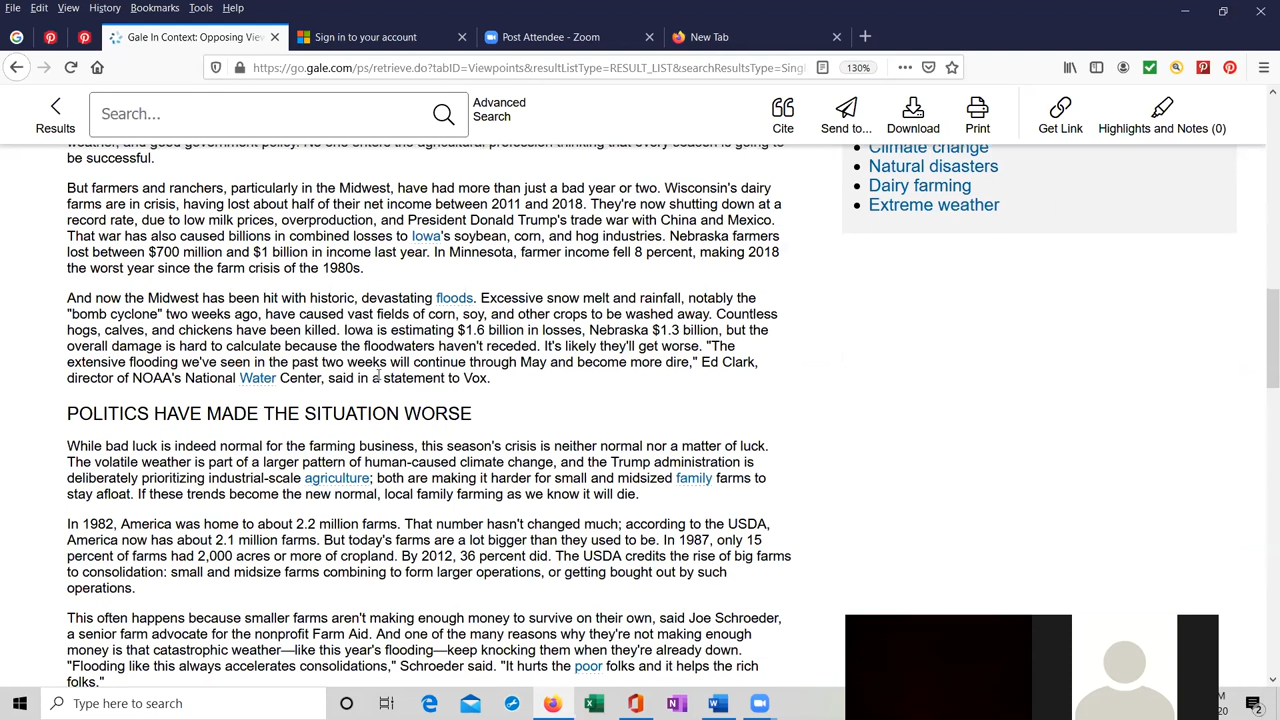 File Edit View History Bookmarks Tools Help
Gale In Context: Opposing View
Sign in to your account
Post Attendee - Zoom
New Tab
https://go.gale.com/ps/retrieve.do?tabID=Viewpoints&resultListType=RESULT_LIST&searchResultsType=Sing
130%
Results
Search...
Advanced
Search
Cite
Send to...
Download
Print
Get Link
Highlights and Notes (0)
weather, and good government policy. No one enters the agricultural profession thinking that every season is going to
be successful.
But farmers and ranchers, particularly in the Midwest, have had more than just a bad year or two. Wisconsin's dairy
farms are in crisis, having lost about half of their net income between 2011 and 2018. They're now shutting down at a
record rate, due to low milk prices, overproduction, and President Donald Trump's trade war with China and Mexico.
That war has also caused billions in combined losses to Iowa's soybean, corn, and hog industries. Nebraska farmers
lost between $700 million and $1 billion in income last year. In Minnesota, farmer income fell 8 percent, making 2018
the worst year since the farm crisis of the 1980s.
And now the Midwest has been hit with historic, devastating floods. Excessive snow melt and rainfall, notably the
"bomb cyclone" two weeks ago, have caused vast fields of corn, soy, and other crops to be washed away. Countless
hogs, calves, and chickens have been killed. Iowa is estimating $1.6 billion in losses, Nebraska $1.3 billion, but the
overall damage is hard to calculate because the floodwaters haven't receded. It's likely they'll get worse. "The
extensive flooding we've seen in the past two weeks will continue through May and become more dire," Ed Clark,
director of NOAA's National Water Center, said in a statement to Vox.
POLITICS HAVE MADE THE SITUATION WORSE
While bad luck is indeed normal for the farming business, this season's crisis is neither normal nor a matter of luck.
The volatile weather is part of a larger pattern of human-caused climate change, and the Trump administration is
deliberately prioritizing industrial-scale agriculture; both are making it harder for small and midsized family farms to
stay afloat. If these trends become the new normal, local family farming as we know it will die.
In 1982, America was home to about 2.2 million farms. That number hasn't changed much; according to the USDA,
America now has about 2.1 million farms. But today's farms are a lot bigger than they used to be. In 1987, only 15
percent of farms had 2,000 acres or more of cropland. By 2012, 36 percent did. The USDA credits the rise of big farms
to consolidation: small and midsize farms combining to form larger operations, or getting bought out by such
operations.
This often happens because smaller farms aren't making enough money to survive on their own, said Joe Schroeder,
a senior farm advocate for the nonprofit Farm Aid. And one of the many reasons why they're not making enough
money is that catastrophic weather—like this year's flooding—keep knocking them when they're already down.
"Flooding like this always accelerates consolidations," Schroeder said. "It hurts the poor folks and it helps the rich
folks."
Climate change
Natural disasters
Dairy farming
Extreme weather
Type here to search
M
20
2